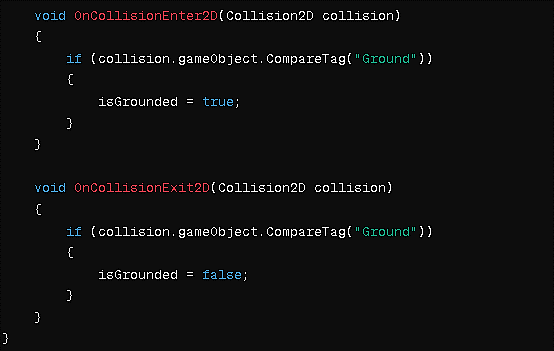 void OnCollisionEnter2D(Collision2D collision)
{
if (collision.gameObject.CompareTag("Ground"))
{
isGrounded = true;
}
}
void OnCollisionExit2D(Collision2D collision)
{
if (collision.gameObject.CompareTag("Ground"))
{
isGrounded = false;
}
}
}